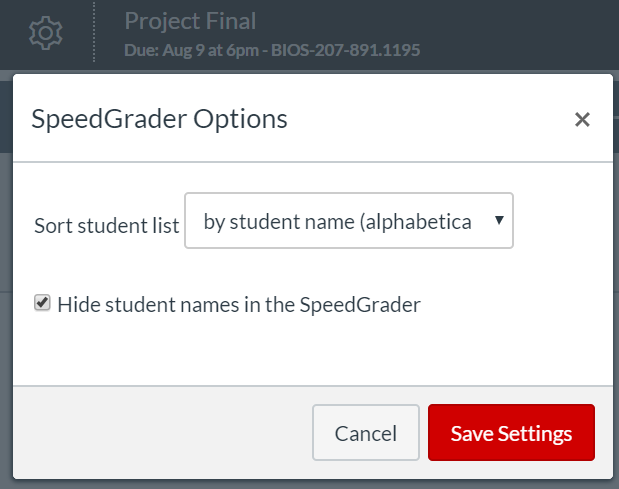 Project Final
Due: Aug 9 at 6pm - BIOS-207-891.1195
SpeedGrader Options
Sort student list by student name (alphabetica
Hide student names in the SpeedGrader
Cancel Save Settings